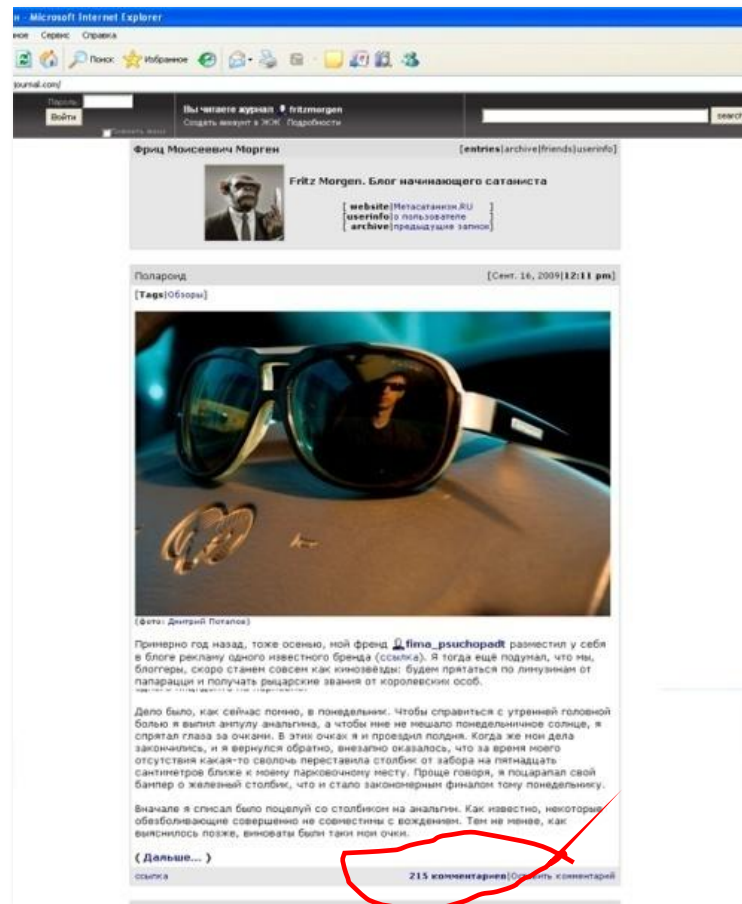 н - Microsoft Internet Explorer
Сервис Справка
Поиск Избранное
journal.com/
Пароль:
Вы читаете журнал fritzmorgen
Войти
Создать аккаунт в ЖЖ Подробности
search
Фриц Моисеевич Морген [entries|archive|friends|userinfo]
Fritz Morgen. Блог начинающего сатаниста
[ website|Метасатанизм.RU ]
[userinfo|о пользователе ]
[ archive|предыдущие записи]
Полароид [Сент. 16, 2009|12:11 pm]
[Tags|Обзоры]
(фото: Дмитрий Потапов)
Примерно год назад, тоже осенью, мой френд fima_psuchopadt разместил у себя
в блоге рекламу одного известного бренда (ссылка). Я тогда ещё подумал, что мы,
блоггеры, скоро станем совсем как кинозвёзды: будем прятаться по лимузинам от
папарацци и получать рыцарские звания от королевских особ.
Дело было, как сейчас помню, в понедельник. Чтобы справиться с утренней головной
болью я выпил ампулу анальгина, а чтобы мне не мешало понедельничное солнце, я
спрятал глаза за очками. В этих очках я и проездил полдня. Когда же мои дела
закончились, и я вернулся обратно, внезапно оказалось, что за время моего
отсутствия какая-то сволочь переставила столбик от забора на пятнадцать
сантиметров ближе к моему парковочному месту. Проще говоря, я поцарапал свой
бампер о железный столбик, что и стало закономерным финалом тому понедельнику.
Вначале я списал было поцелуй со столбиком на анальгин. Как известно, некоторые
обезболивающие совершенно не совместимы с вождением. Тем не менее, как
выяснилось позже, виноваты были таки мои очки.
( Дальше... )
ссылка 215 комментариев|Оставить комментарий